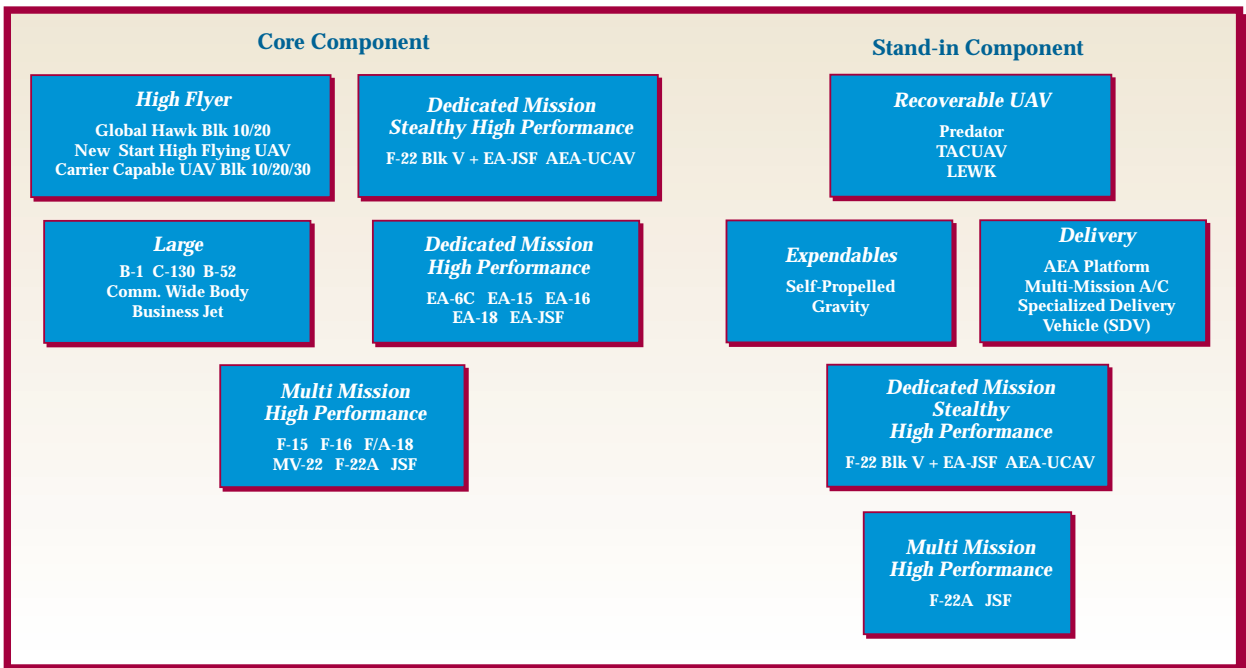 Core Component
High Flyer
Global Hawk Blk 10/20
New Start High Flying UAV
Carrier Capable UAV Blk 10/20/30
Dedicated Mission
Stealthy High Performance
F-22 Blk V + EA-JSF AEA-UCAV
Large
B-1 C-130 B-52
Comm. Wide Body
Business Jet
Dedicated Mission
High Performance
EA-6C EA-15 EA-16
EA-18 EA-JSF
Multi Mission
High Performance
F-15 F-16 F/A-18
MV-22 F-22A JSF
Stand-in Component
Recoverable UAV
Predator
TACUAV
LEWK
Expendables
Self-Propelled
Gravity
Delivery
AEA Platform
Multi-Mission A/C
Specialized Delivery
Vehicle (SDV)
Dedicated Mission
Stealthy
High Performance
F-22 Blk V + EA-JSF AEA-UCAV
Multi Mission
High Performance
F-22A JSF